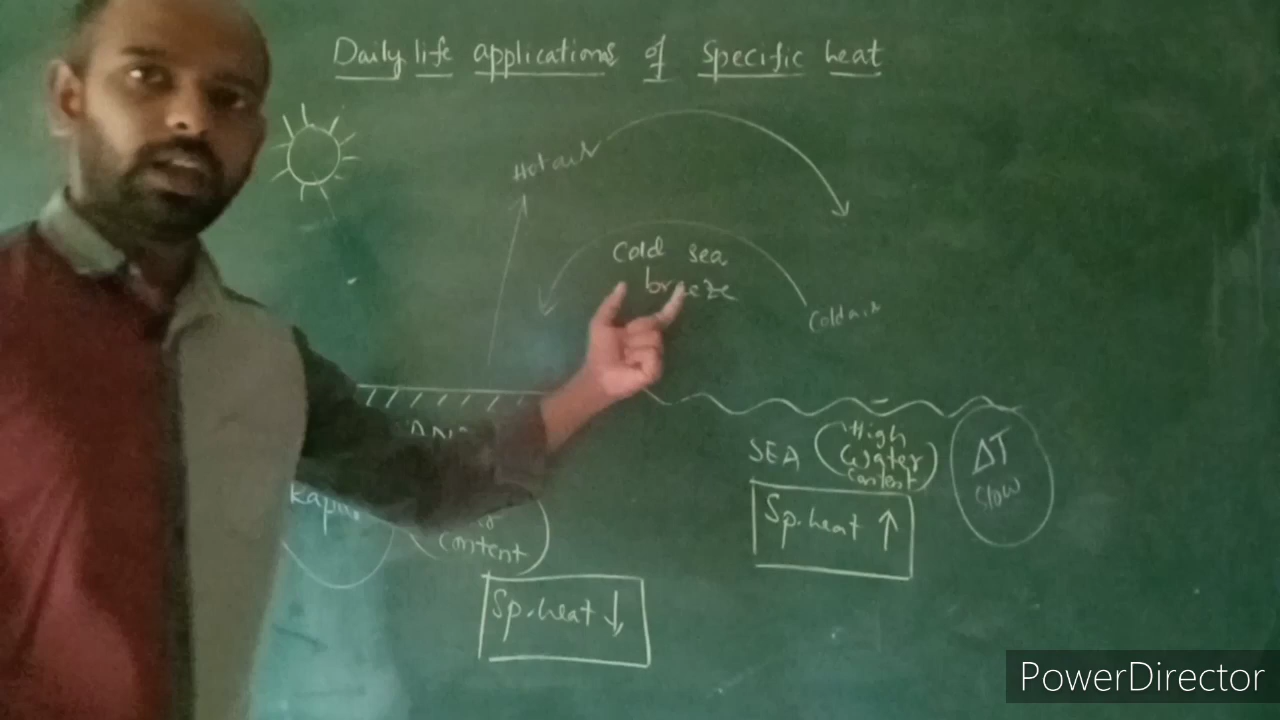 Daily life applications of specific heat
Hot air
Cold sea
breeze
Cold air
SEA (High
Water
content)
ΔT
slow
Sp. heat ↑
content)
Sp. heat ↓
PowerDirector